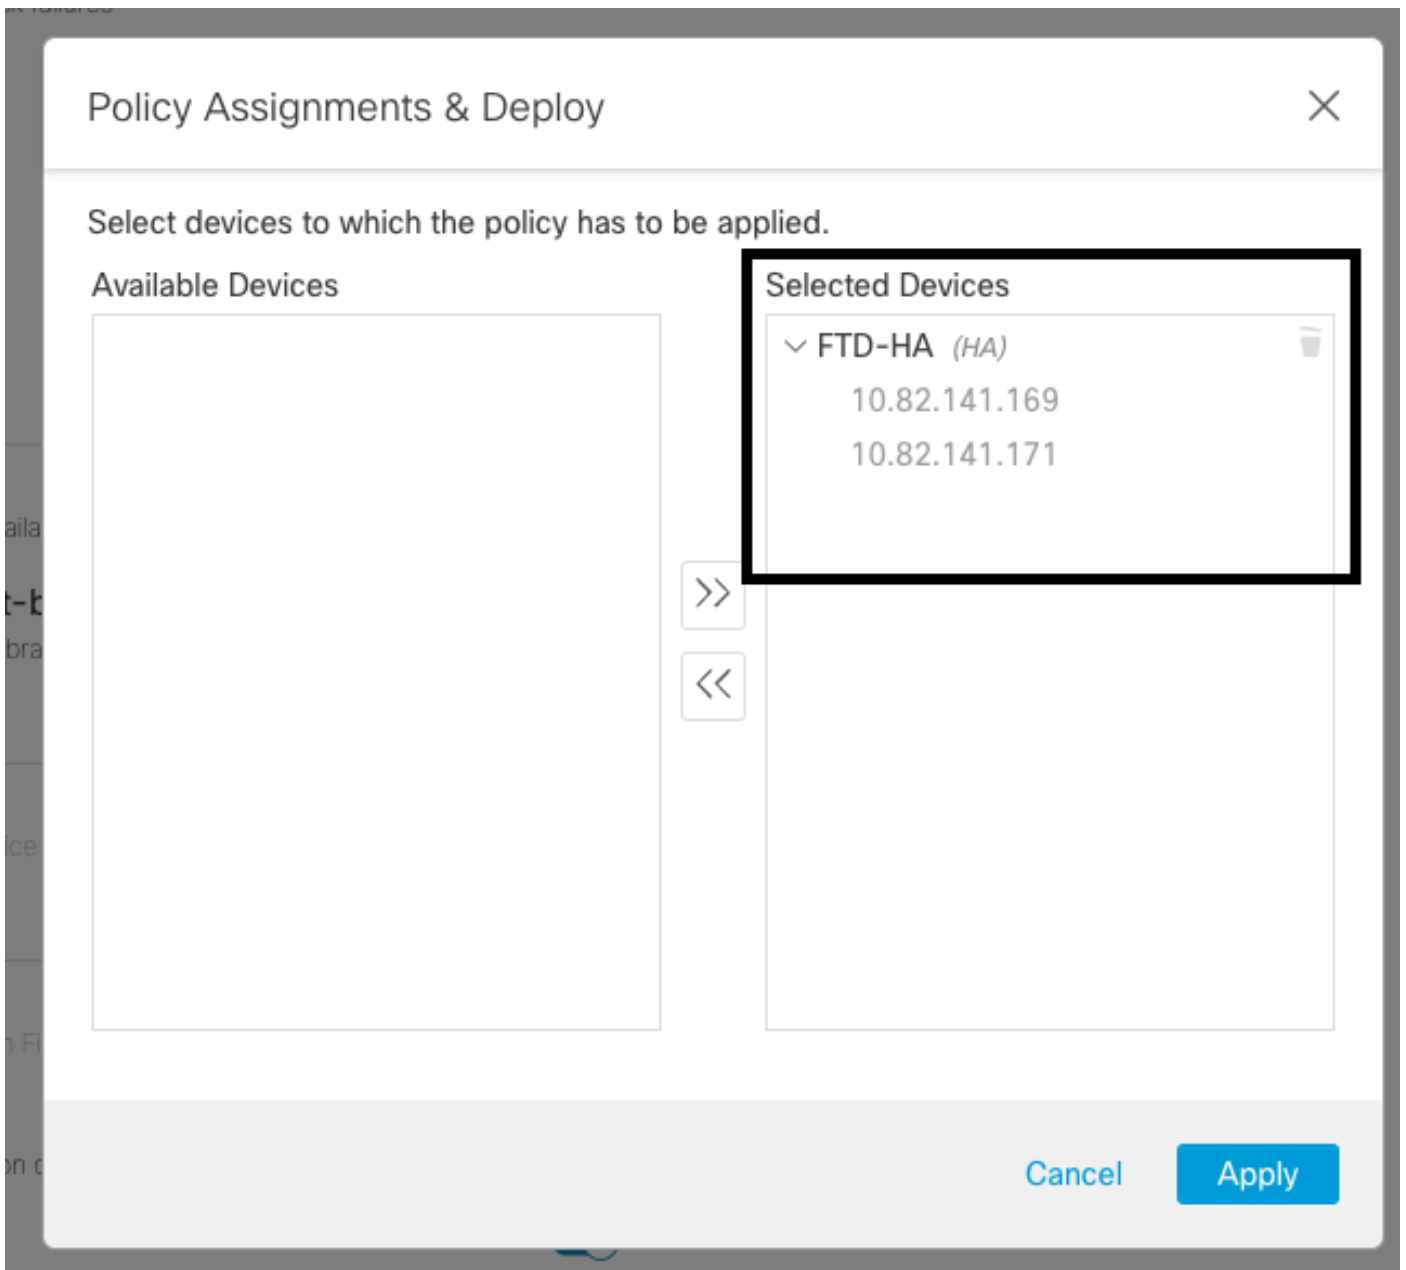 Policy Assignments & Deploy
Select devices to which the policy has to be applied.
Available Devices
Selected Devices
FTD-HA (HA)
10.82.141.169
10.82.141.171
>>
<<
Cancel
Apply